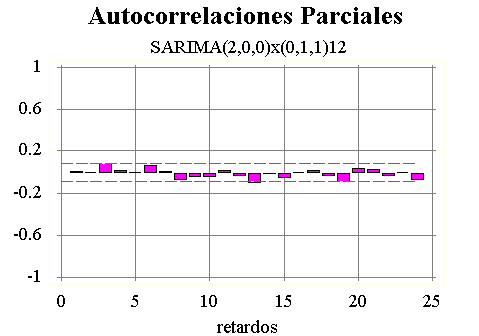 Autocorrelaciones Parciales
SARIMA(2,0,0)x(0,1,1)12
1
0.6
0.2
-0.2
-0.6
-1
0 5 10 15 20 25
retardos